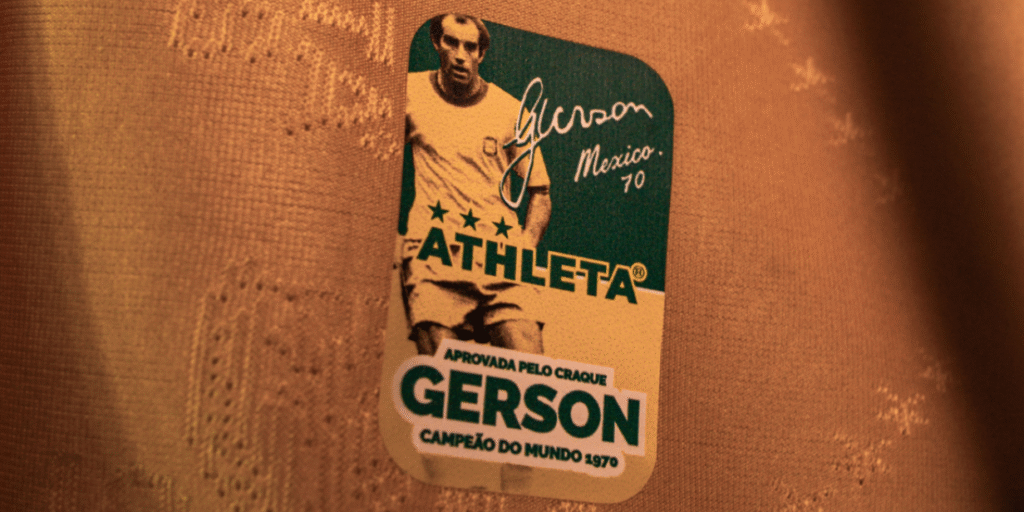 Gerson
Mexico.
70
ATHLETA®
APROVADA PELO CRAQUE
GERSON
CAMPEÃO DO MUNDO 1970